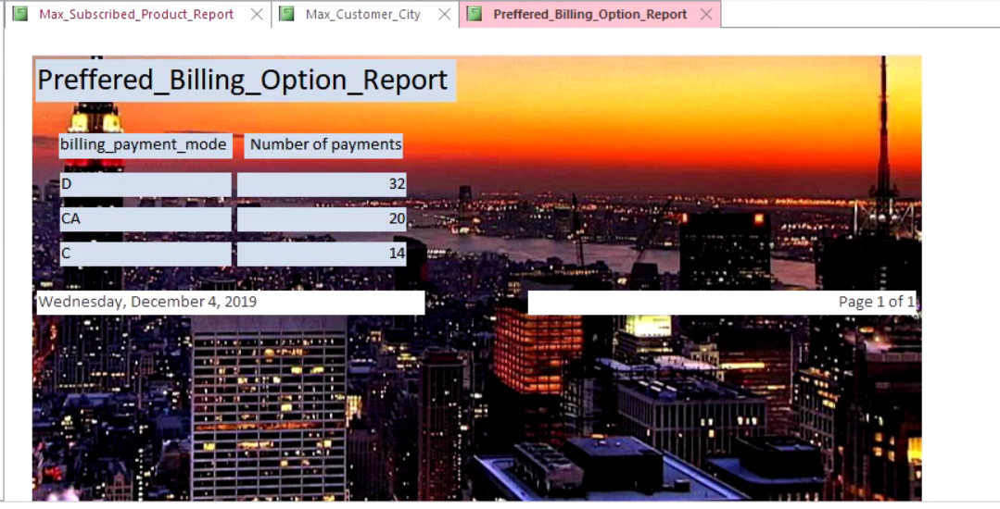 Max_Subscribed_Product_Report Max_Customer_City Preffered_Billing_Option_Report
Preffered_Billing_Option_Report
billing_payment_mode Number of payments
D 32
CA 20
C 14
Wednesday, December 4, 2019 Page 1 of 1